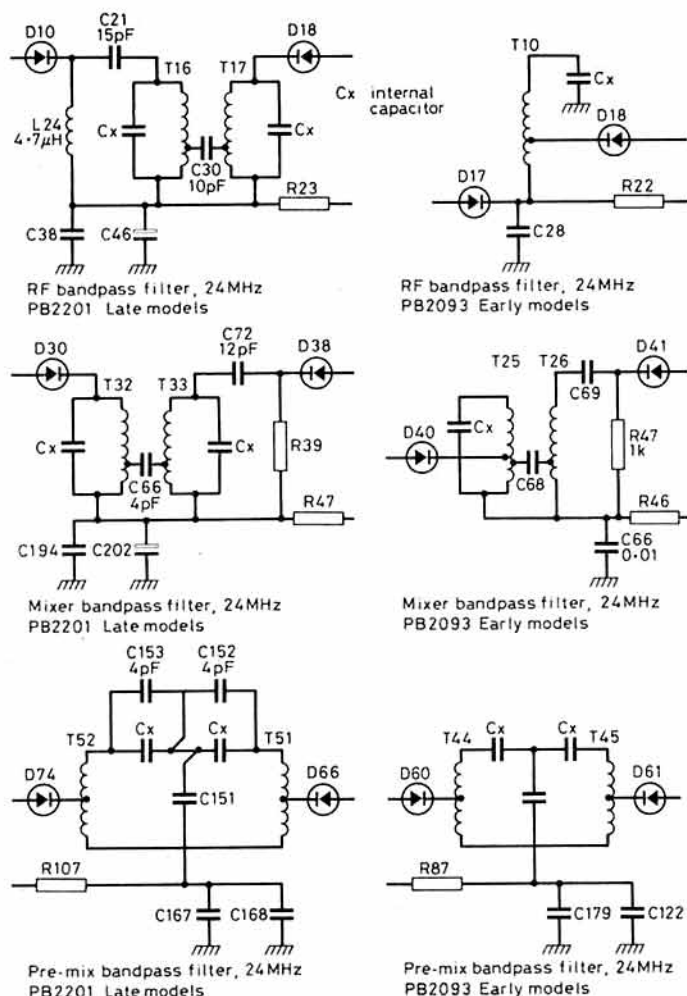 C21
15pF
D10
D18
T16
T17
L24
4·7μH
Cx
Cx
C30
10pF
R23
C38
C46
RF bandpass filter, 24MHz
PB2201 Late models
Cx internal
capacitor
T10
Cx
D18
D17
R22
C28
RF bandpass filter, 24MHz
PB2093 Early models
C72
12pF
D30
D38
T32
T33
Cx
Cx
R39
C66
4pF
R47
C194
C202
Mixer bandpass filter, 24MHz
PB2201 Late models
T25
T26
D41
C69
Cx
D40
R47
1k
C68
R46
C66
0·01
Mixer bandpass filter, 24MHz
PB2093 Early models
C153
4pF
C152
4pF
T52
Cx
Cx
T51
D74
D66
C151
R107
C167
C168
Pre-mix bandpass filter, 24MHz
PB2201 Late models
T44
Cx
Cx
T45
D60
D61
R87
C179
C122
Pre-mix bandpass filter, 24MHz
PB2093 Early models